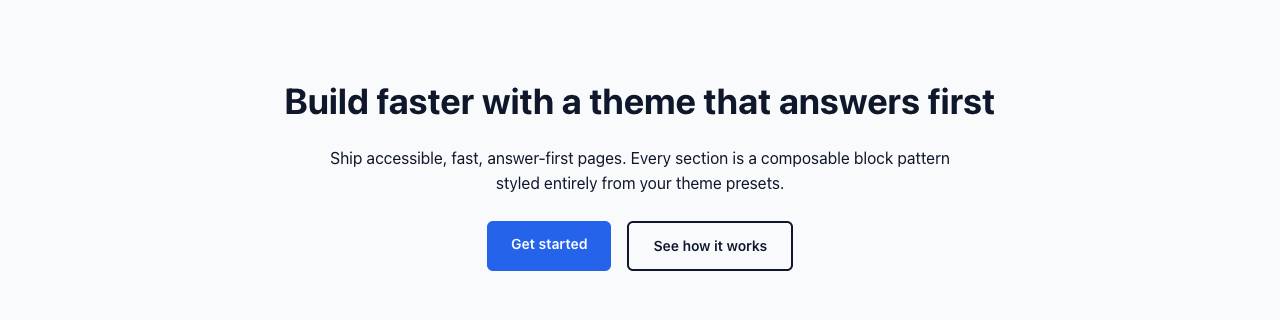 Build faster with a theme that answers first
Ship accessible, fast, answer-first pages. Every section is a composable block pattern
styled entirely from your theme presets.
Get started
See how it works